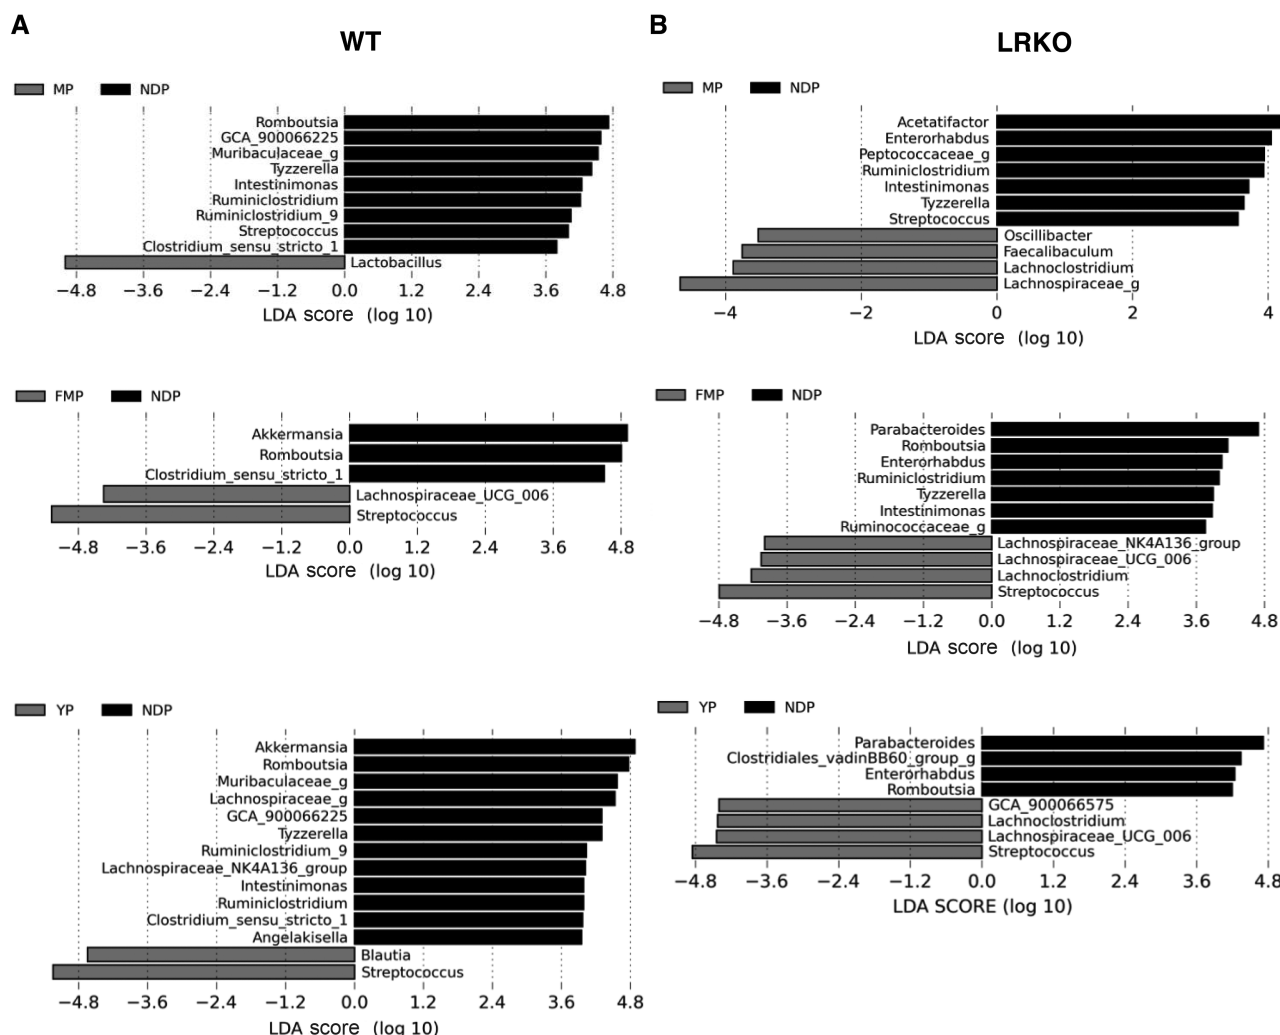 A
WT
MP NDP
Romboutsia
GCA_900066225
Muribaculaceae_g
Tyzzerella
Intestinimonas
Ruminiclostridium
Ruminiclostridium_9
Streptococcus
Clostridium_sensu_stricto_1
Lactobacillus
−4.8 −3.6 −2.4 −1.2 0.0 1.2 2.4 3.6 4.8
LDA score (log 10)
FMP NDP
Akkermansia
Romboutsia
Clostridium_sensu_stricto_1
Lachnospiraceae_UCG_006
Streptococcus
−4.8 −3.6 −2.4 −1.2 0.0 1.2 2.4 3.6 4.8
LDA score (log 10)
YP NDP
Akkermansia
Romboutsia
Muribaculaceae_g
Lachnospiraceae_g
GCA_900066225
Tyzzerella
Ruminiclostridium_9
Lachnospiraceae_NK4A136_group
Intestinimonas
Ruminiclostridium
Clostridium_sensu_stricto_1
Angelakisella
Blautia
Streptococcus
−4.8 −3.6 −2.4 −1.2 0.0 1.2 2.4 3.6 4.8
LDA score (log 10)
B
LRKO
MP NDP
Acetatifactor
Enterorhabdus
Peptococcaceae_g
Ruminiclostridium
Intestinimonas
Tyzzerella
Streptococcus
Oscillibacter
Faecalibaculum
Lachnoclostridium
Lachnospiraceae_g
−4 −2 0 2 4
LDA score (log 10)
FMP NDP
Parabacteroides
Romboutsia
Enterorhabdus
Ruminiclostridium
Tyzzerella
Intestinimonas
Ruminococcaceae_g
Lachnospiraceae_NK4A136_group
Lachnospiraceae_UCG_006
Lachnoclostridium
Streptococcus
−4.8 −3.6 −2.4 −1.2 0.0 1.2 2.4 3.6 4.8
LDA score (log 10)
YP NDP
Parabacteroides
Clostridiales_vadinBB60_group_g
Enterorhabdus
Romboutsia
GCA_900066575
Lachnoclostridium
Lachnospiraceae_UCG_006
Streptococcus
−4.8 −3.6 −2.4 −1.2 0.0 1.2 2.4 3.6 4.8
LDA SCORE (log 10)